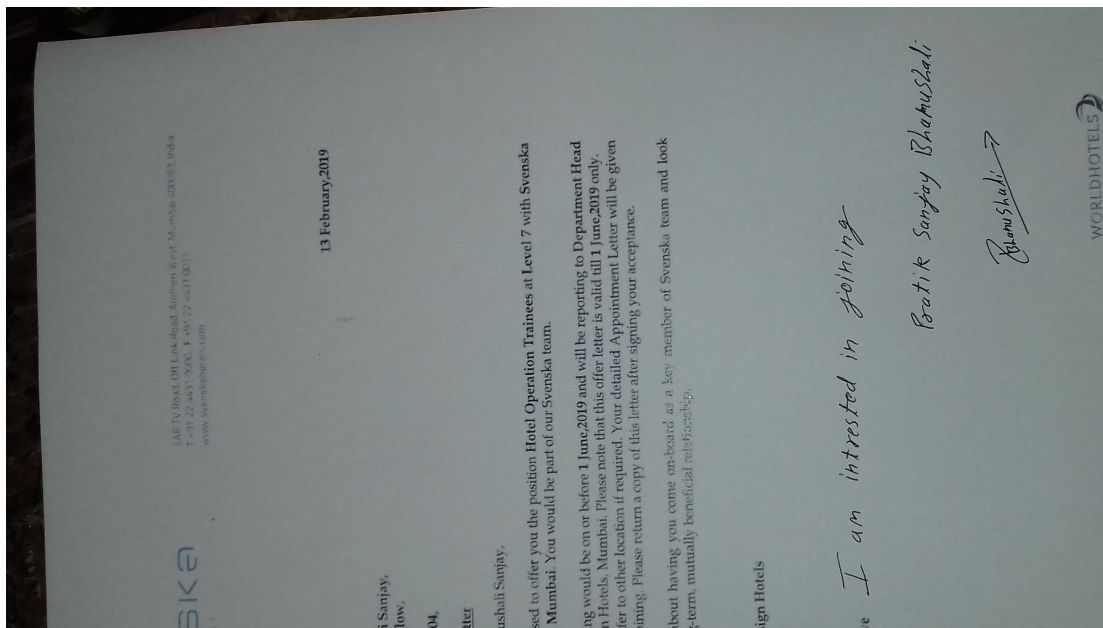 SKA
SAB TV Road, Off Link Road, Andheri West, Mumbai 400053, India
T +91 22 4431 0000, F +91 22 4431 0011
www.svenskahotels.com
13 February,2019
i Sanjay,
low,
04,
tter
ushali Sanjay,
sed to offer you the position Hotel Operation Trainees at Level 7 with Svenska
Mumbai. You would be part of our Svenska team.
ng would be on or before 1 June,2019 and will be reporting to Department Head
n Hotels, Mumbai. Please note that this offer letter is valid till 1 June,2019 only.
fer to other location if required. Your detailed Appointment Letter will be given
ining. Please return a copy of this letter after signing your acceptance.
bout having you come on-board as a key member of Svenska team and look
-term, mutually beneficial relationship.
ign Hotels
ve I am intrested in joining
Pratik Sanjay Bhamushali
Bhamushali
WORLDHOTELS